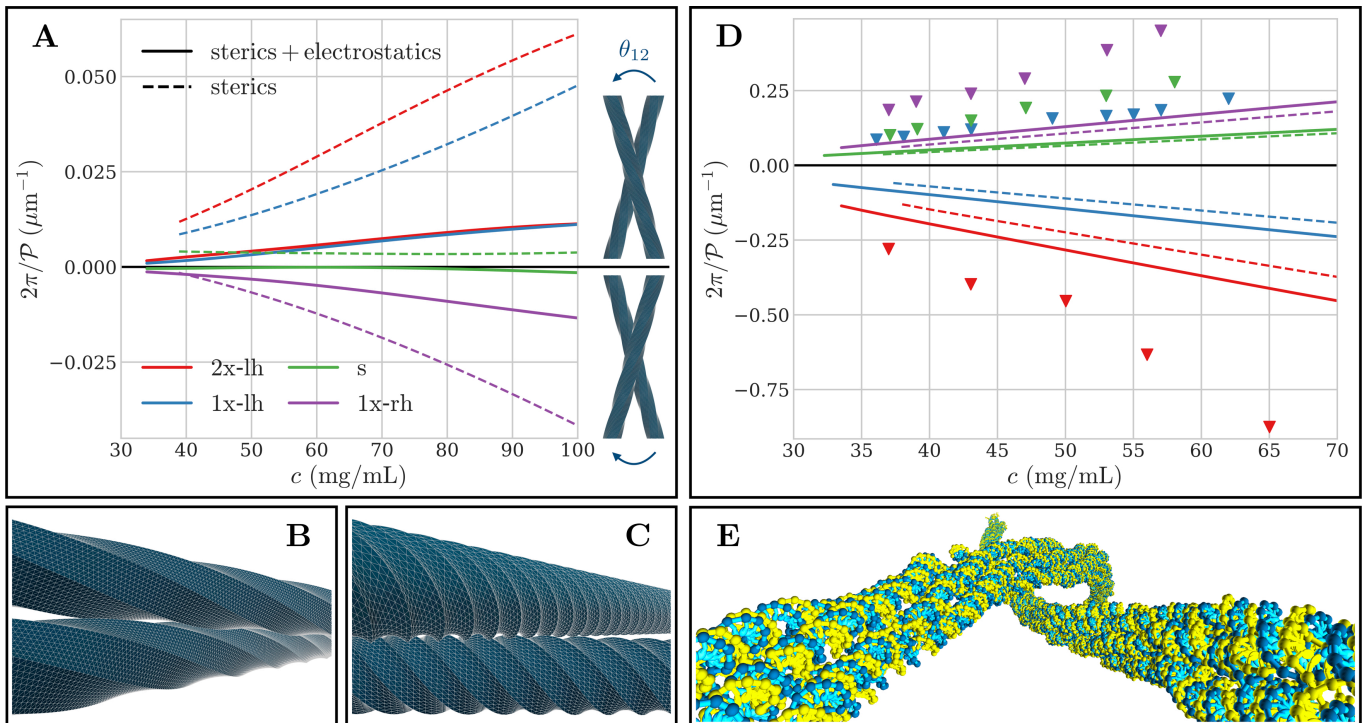 A
sterics + electrostatics
sterics
θ₁₂
2π/𝒫 (μm⁻¹)
0.050
0.025
0.000
−0.025
2x-lh
s
1x-lh
1x-rh
30 40 50 60 70 80 90 100
c (mg/mL)
D
2π/𝒫 (μm⁻¹)
0.25
0.00
−0.25
−0.50
−0.75
30 35 40 45 50 55 60 65 70
c (mg/mL)
B
C
E